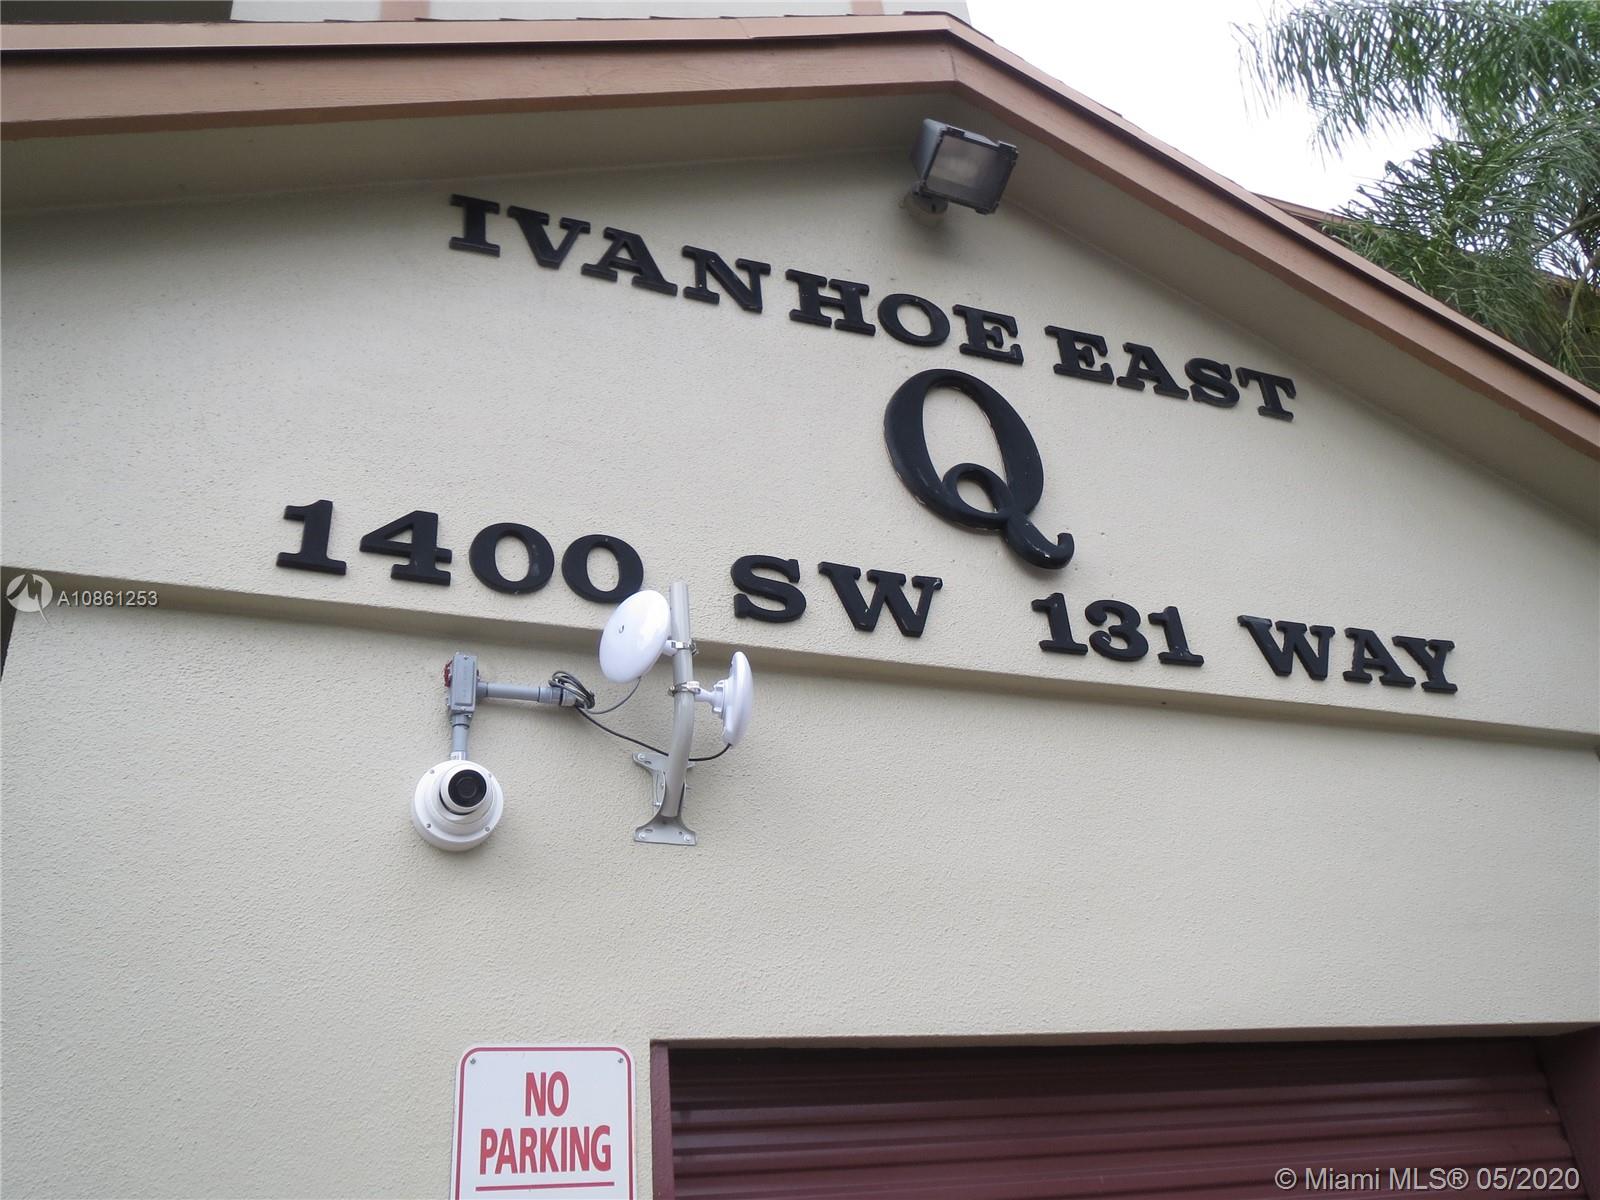 IVANHOE EAST
Q
1400 SW 131 WAY
A10861253
NO
PARKING
© Miami MLS® 05/2020